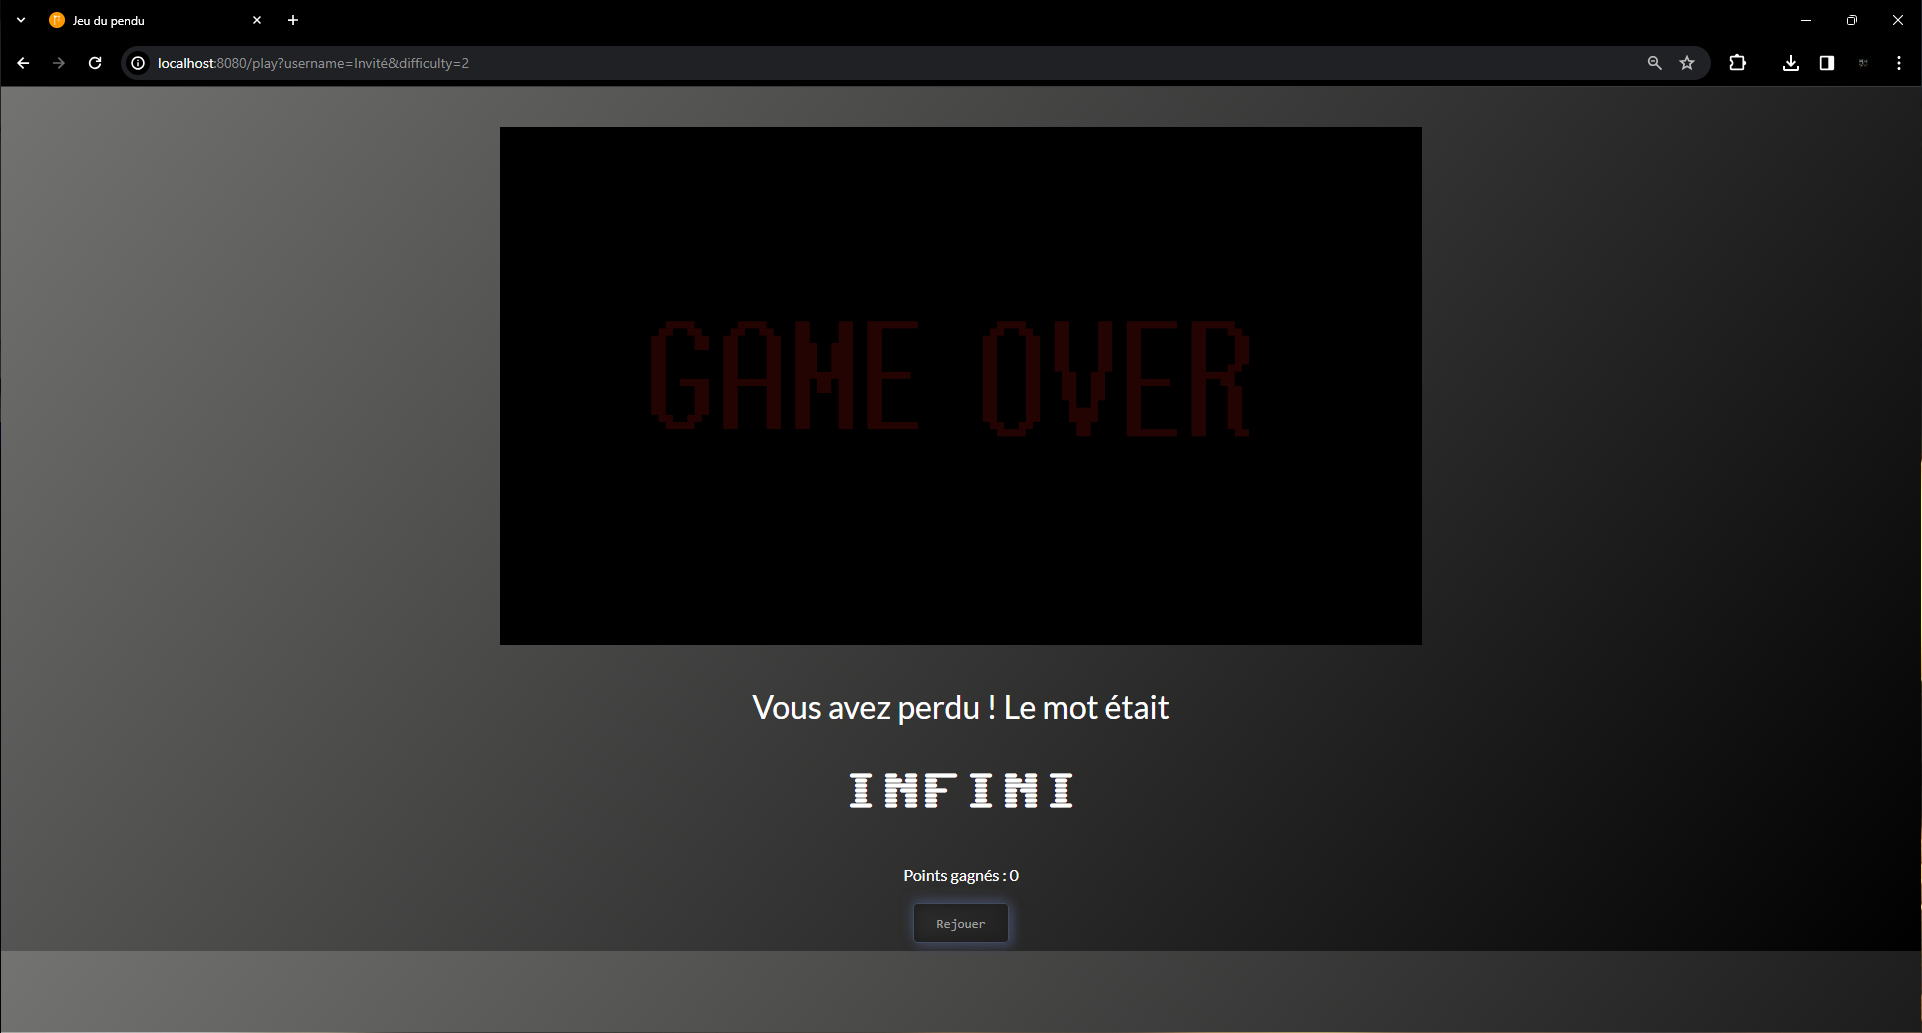 Jeu du pendu
localhost:8080/play?username=Invité&difficulty=2
GAME OVER
Vous avez perdu ! Le mot était
INFINI
Points gagnés : 0
Rejouer